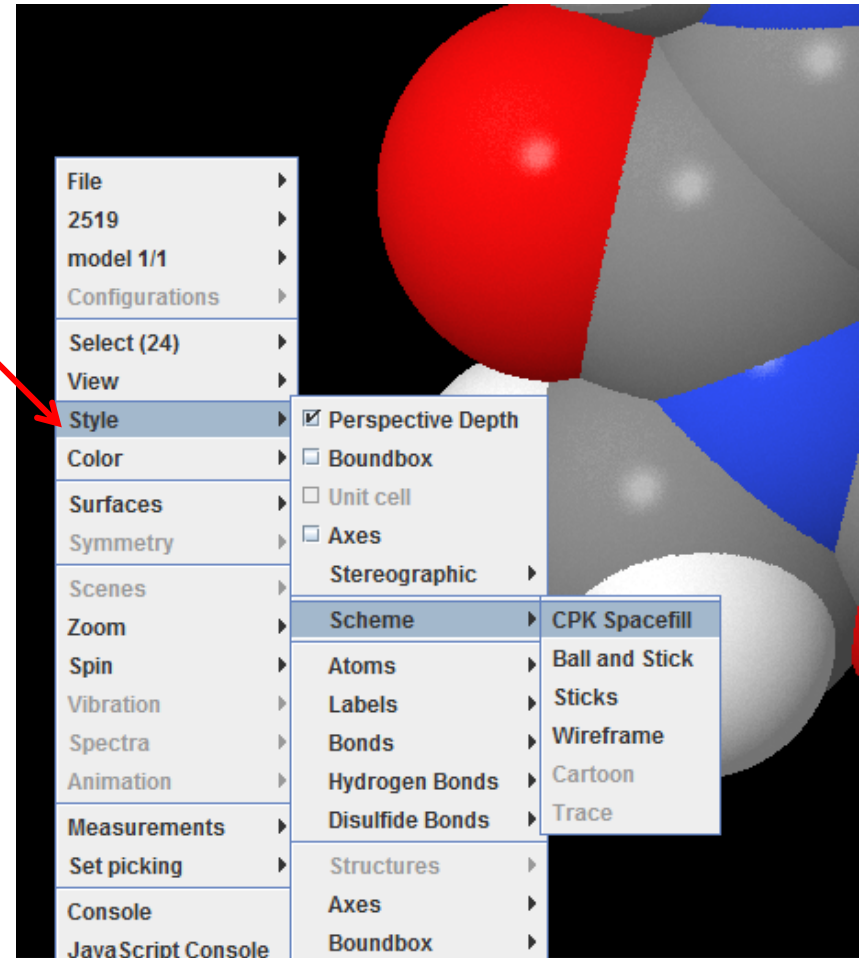 File
2519
model 1/1
Configurations
Select (24)
View
Style
Color
Surfaces
Symmetry
Scenes
Zoom
Spin
Vibration
Spectra
Animation
Measurements
Set picking
Console
JavaScript Console
Perspective Depth
Boundbox
Unit cell
Axes
Stereographic
Scheme
Atoms
Labels
Bonds
Hydrogen Bonds
Disulfide Bonds
Structures
Axes
Boundbox
CPK Spacefill
Ball and Stick
Sticks
Wireframe
Cartoon
Trace